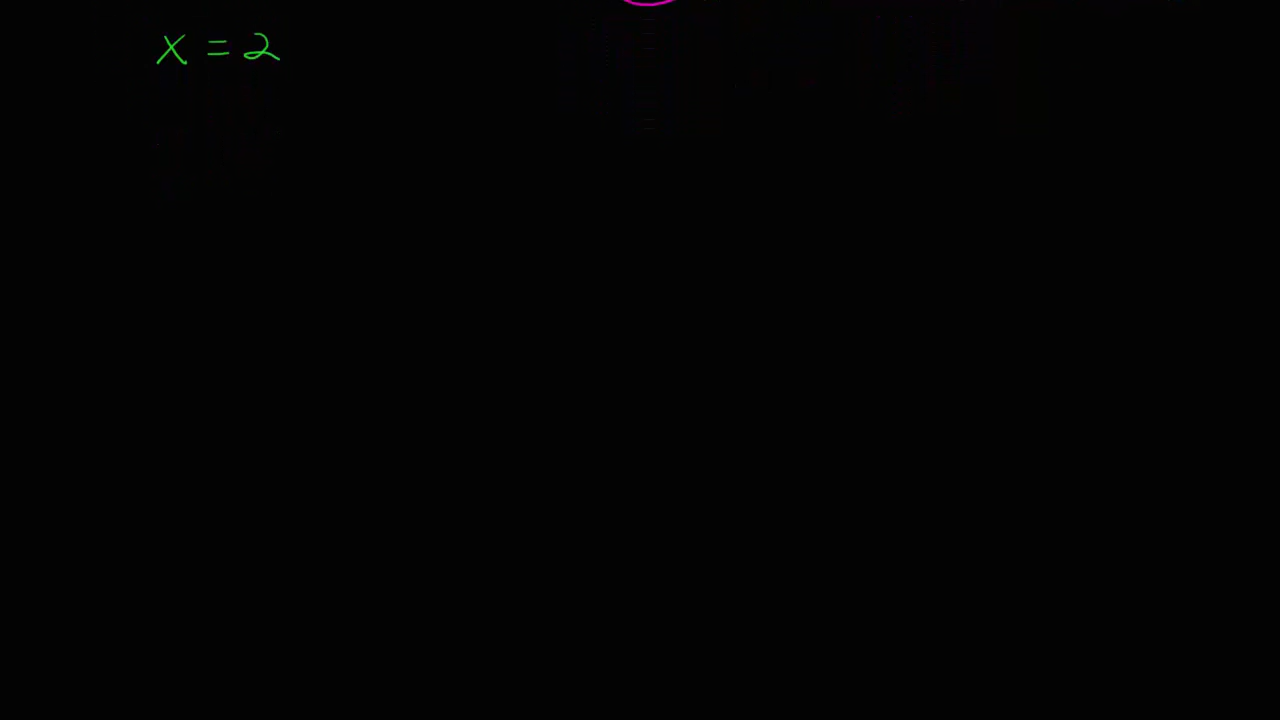 x = 2